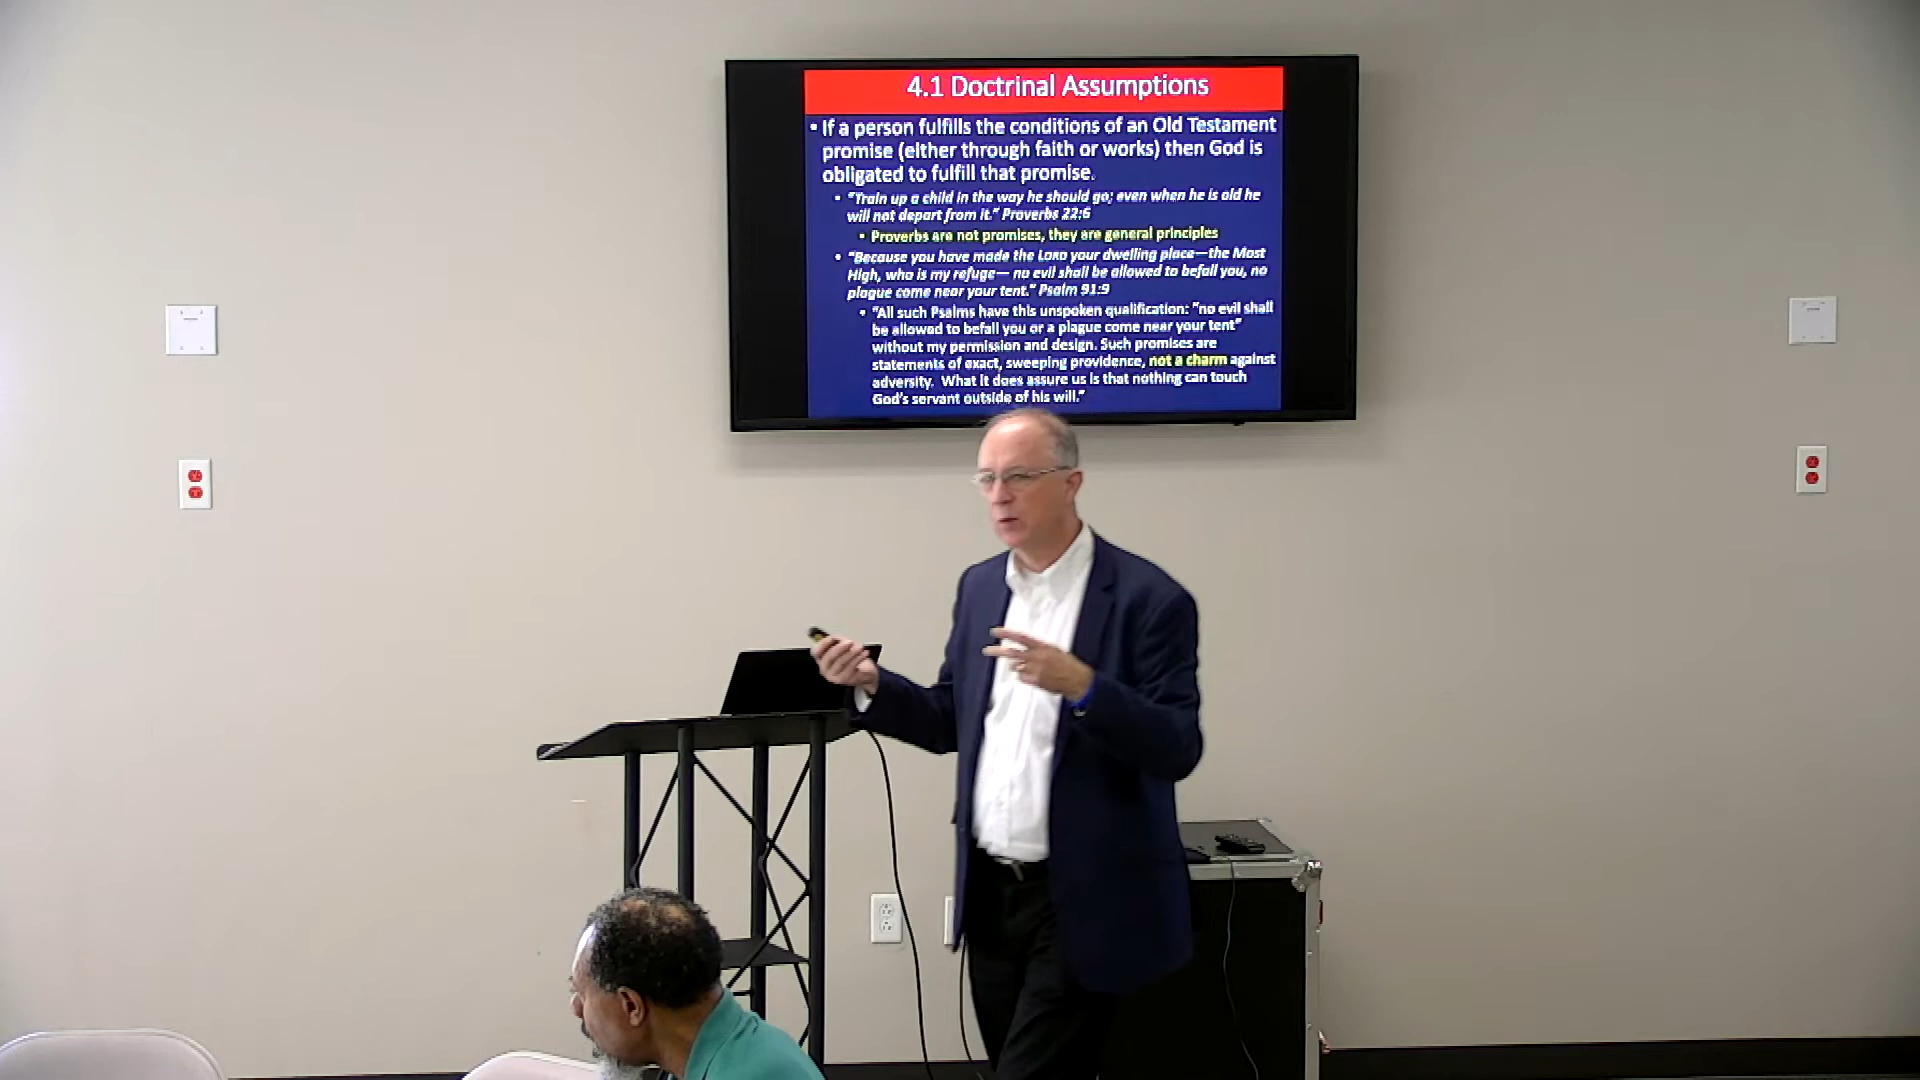 4.1 Doctrinal Assumptions
• If a person fulfills the conditions of an Old Testament
promise (either through faith or works) then God is
obligated to fulfill that promise.
• "Train up a child in the way he should go; even when he is old he
will not depart from it." Proverbs 22:6
• Proverbs are not promises, they are general principles
• "Because you have made the LORD your dwelling place—the Most
High, who is my refuge— no evil shall be allowed to befall you, no
plague come near your tent." Psalm 91:9
• "All such Psalms have this unspoken qualification: "no evil shall
be allowed to befall you or a plague come near your tent"
without my permission and design. Such promises are
statements of exact, sweeping providence, not a charm against
adversity. What it does assure us is that nothing can touch
God's servant outside of his will."